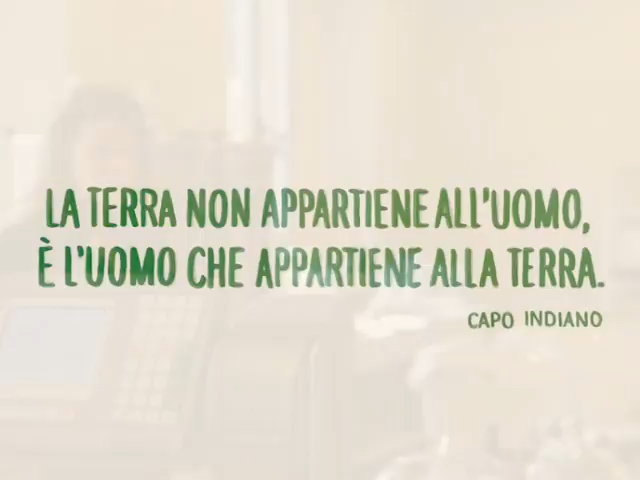 LA TERRA NON APPARTIENE ALL'UOMO,
È L'UOMO CHE APPARTIENE ALLA TERRA.
CAPO INDIANO